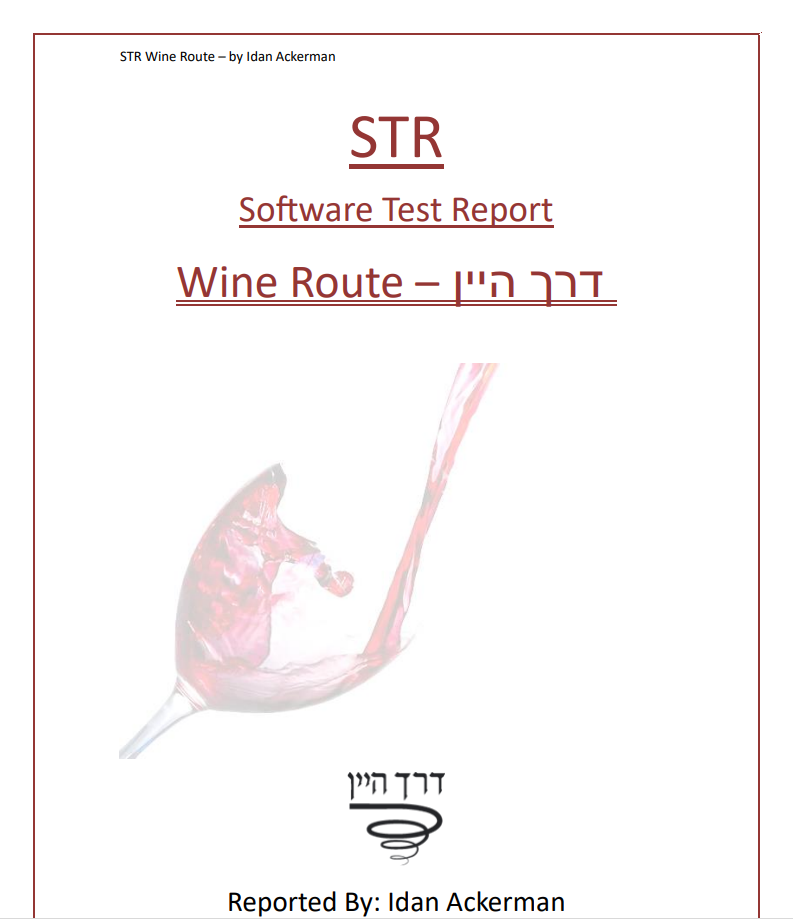 STR Wine Route – by Idan Ackerman
STR
Software Test Report
Wine Route – דרך היין
דרך היין
Reported By: Idan Ackerman